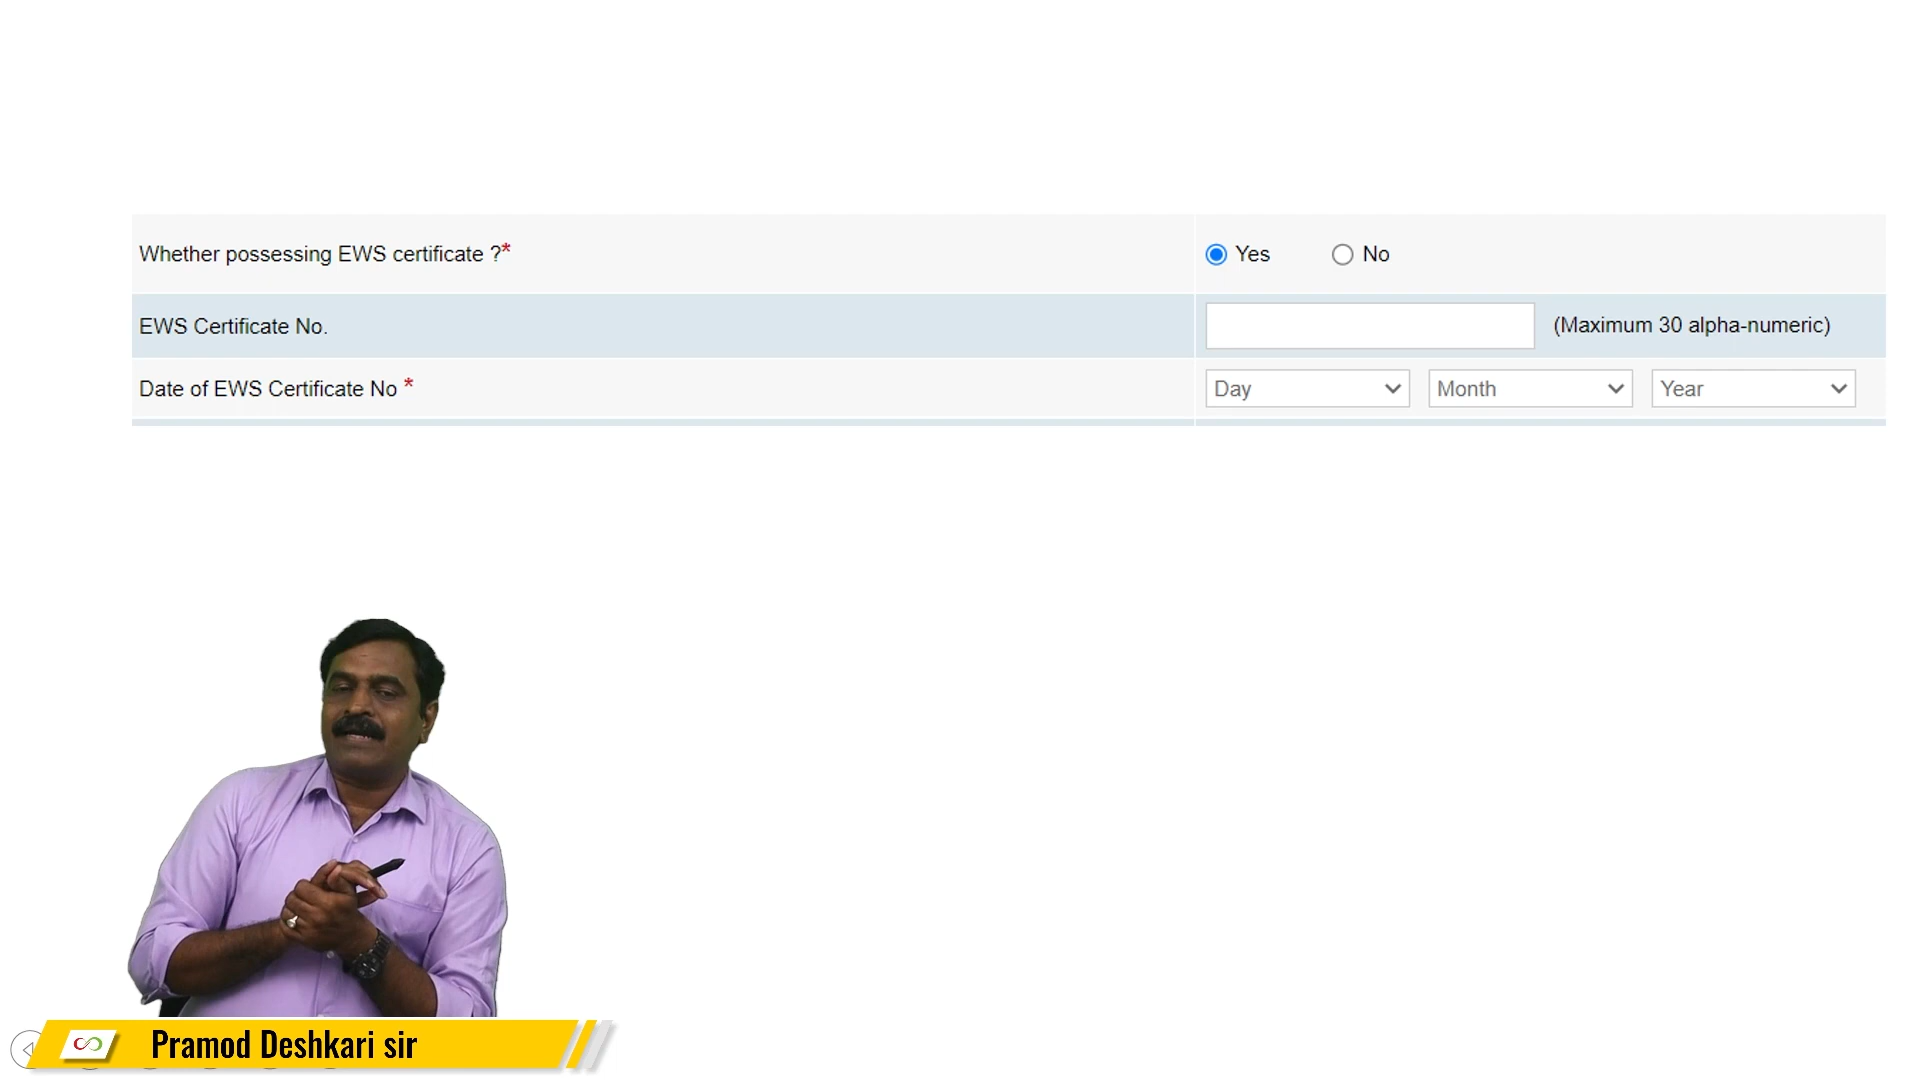 Whether possessing EWS certificate ?* Yes No
EWS Certificate No. (Maximum 30 alpha-numeric)
Date of EWS Certificate No * Day Month Year
Pramod Deshkari sir